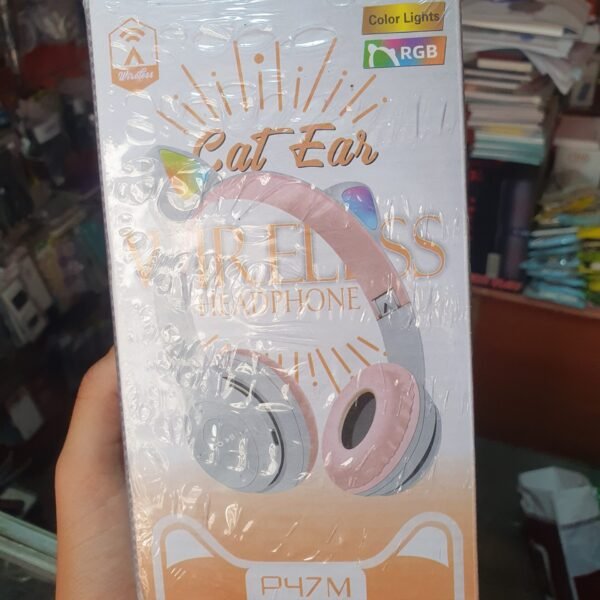 Color Lights
RGB
Wireless
Cat Ear
WIRELESS
HEADPHONE
P47M